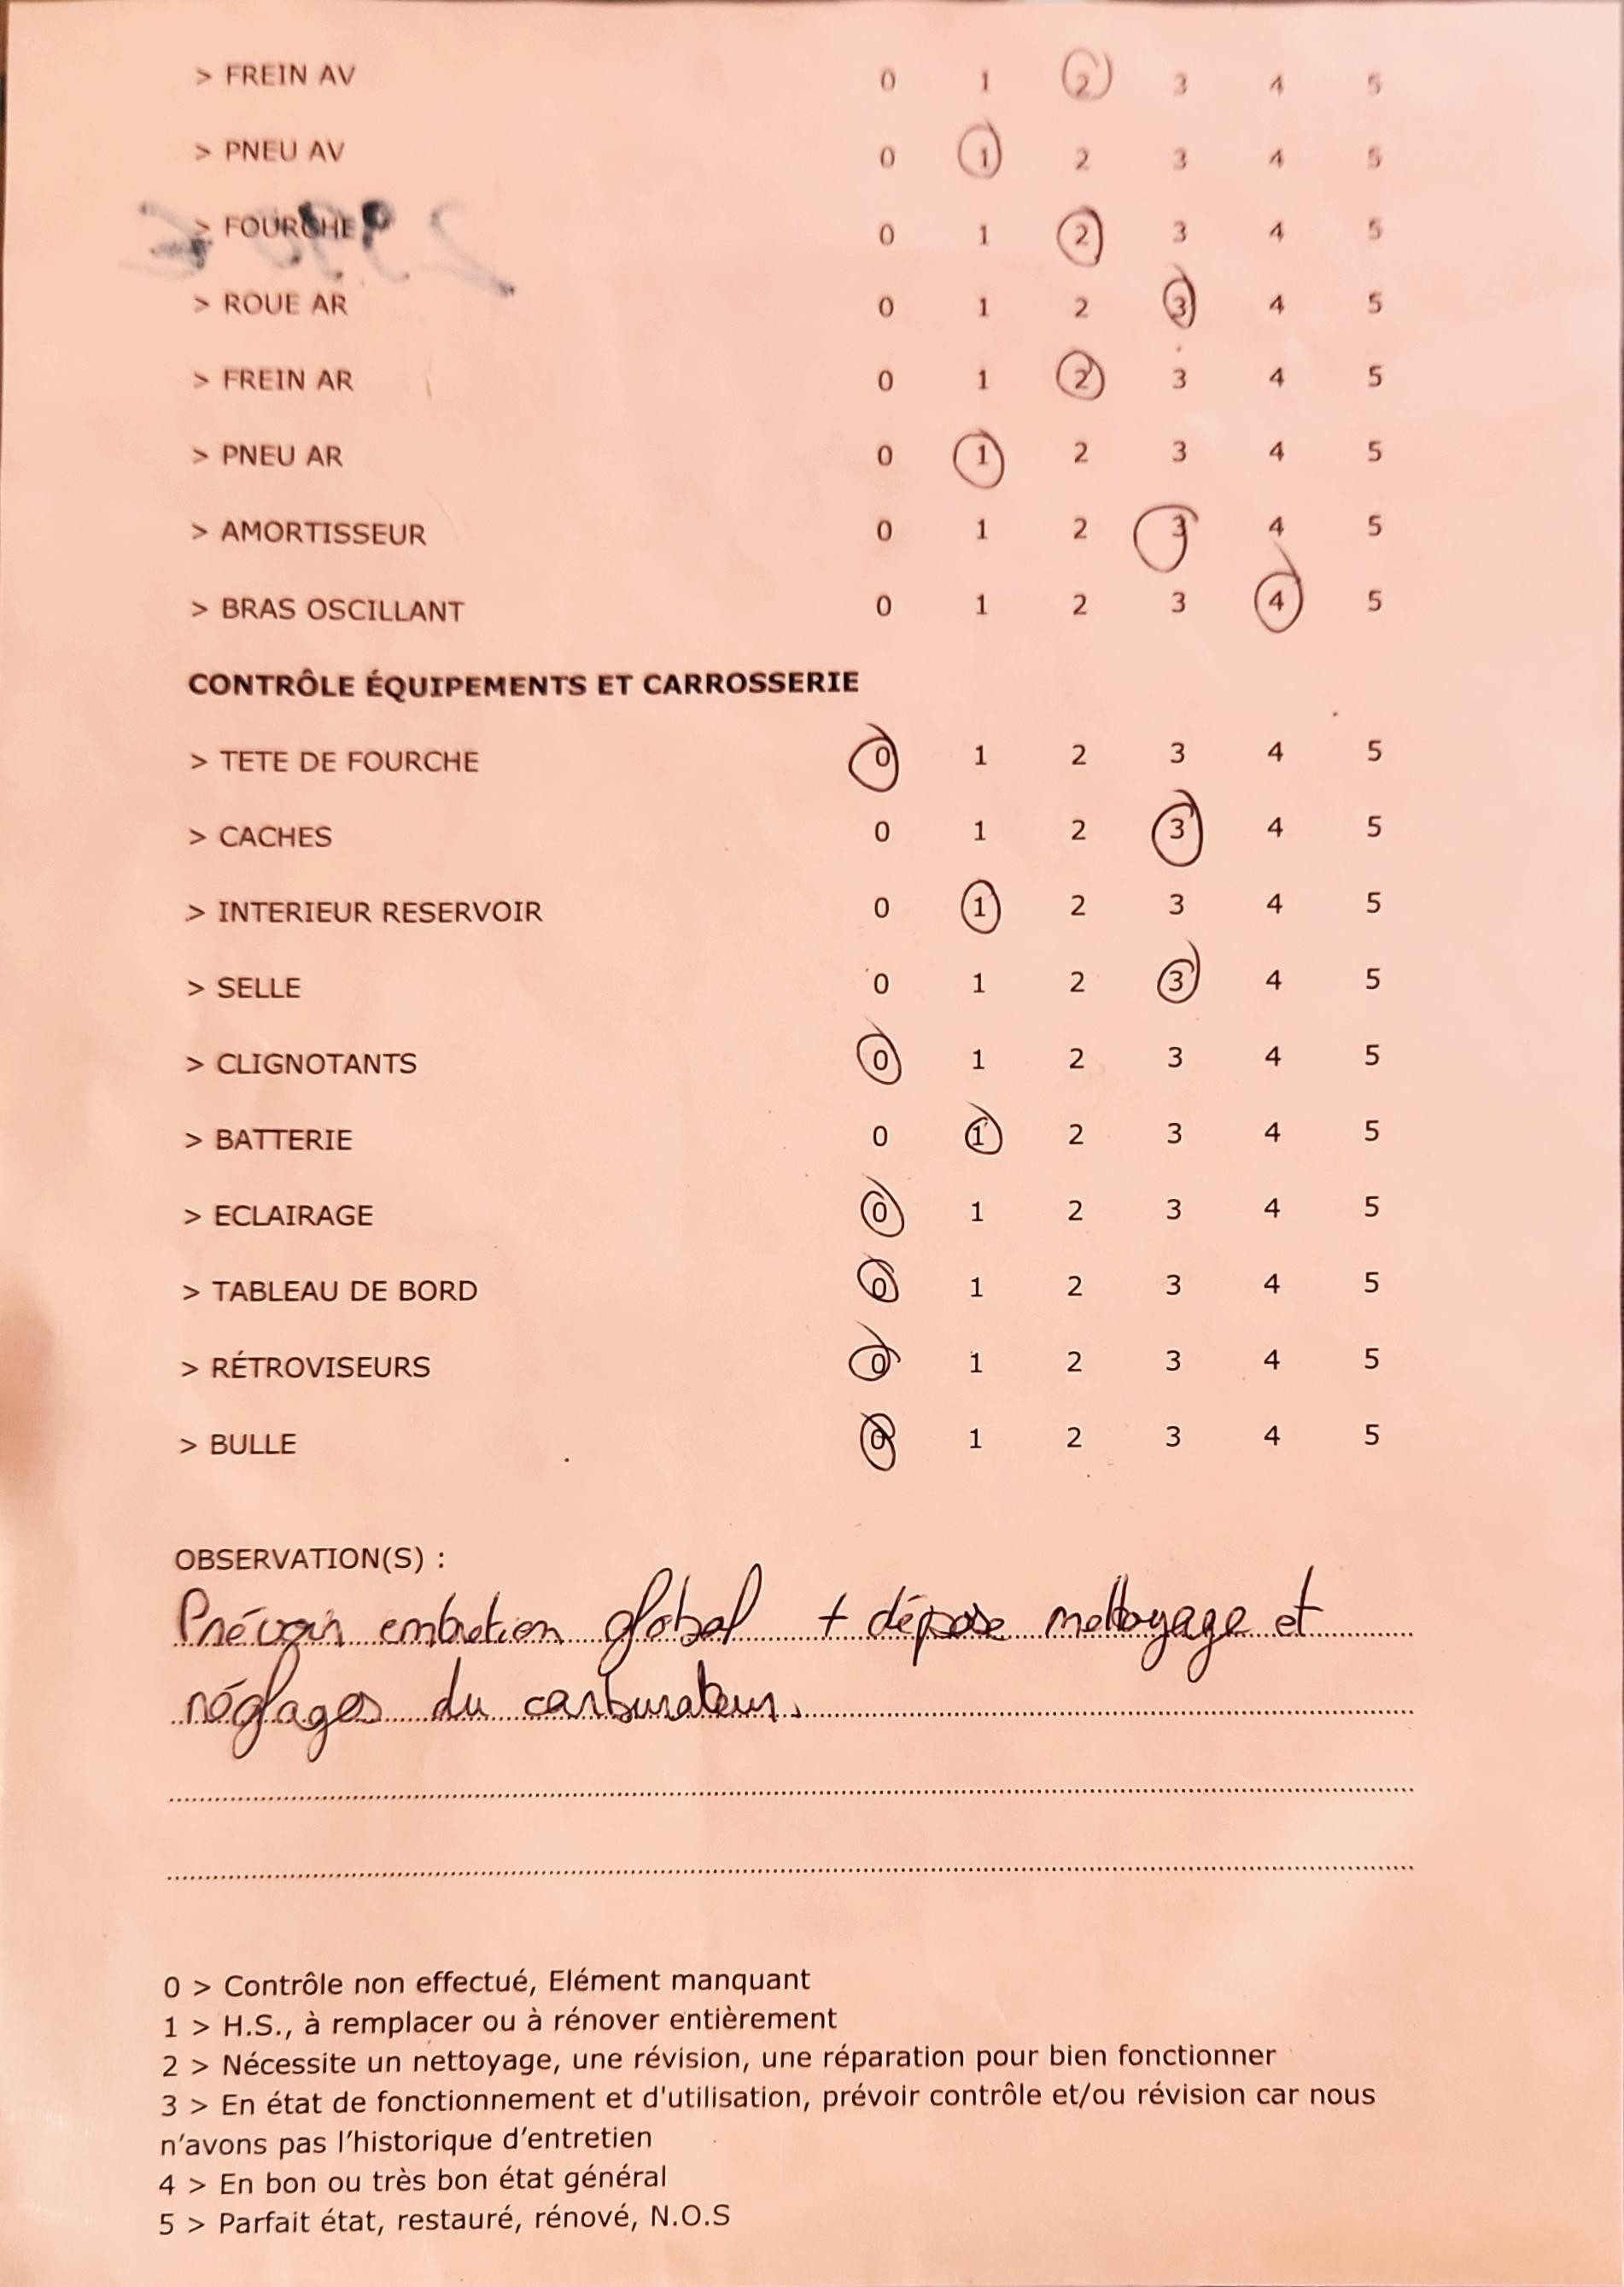 > FREIN AV 0 1 2 3 4 5
> PNEU AV 0 1 2 3 4 5
> FOURCHE 0 1 2 3 4 5
> ROUE AR 0 1 2 3 4 5
> FREIN AR 0 1 2 3 4 5
> PNEU AR 0 1 2 3 4 5
> AMORTISSEUR 0 1 2 3 4 5
> BRAS OSCILLANT 0 1 2 3 4 5
CONTRÔLE ÉQUIPEMENTS ET CARROSSERIE
> TETE DE FOURCHE 0 1 2 3 4 5
> CACHES 0 1 2 3 4 5
> INTERIEUR RESERVOIR 0 1 2 3 4 5
> SELLE 0 1 2 3 4 5
> CLIGNOTANTS 0 1 2 3 4 5
> BATTERIE 0 1 2 3 4 5
> ECLAIRAGE 0 1 2 3 4 5
> TABLEAU DE BORD 0 1 2 3 4 5
> RÉTROVISEURS 0 1 2 3 4 5
> BULLE 0 1 2 3 4 5
OBSERVATION(S) :
Prévoir entretien global + dépose nettoyage et
réglages du carburateur.
0 > Contrôle non effectué, Elément manquant
1 > H.S., à remplacer ou à rénover entièrement
2 > Nécessite un nettoyage, une révision, une réparation pour bien fonctionner
3 > En état de fonctionnement et d'utilisation, prévoir contrôle et/ou révision car nous
n’avons pas l’historique d’entretien
4 > En bon ou très bon état général
5 > Parfait état, restauré, rénové, N.O.S